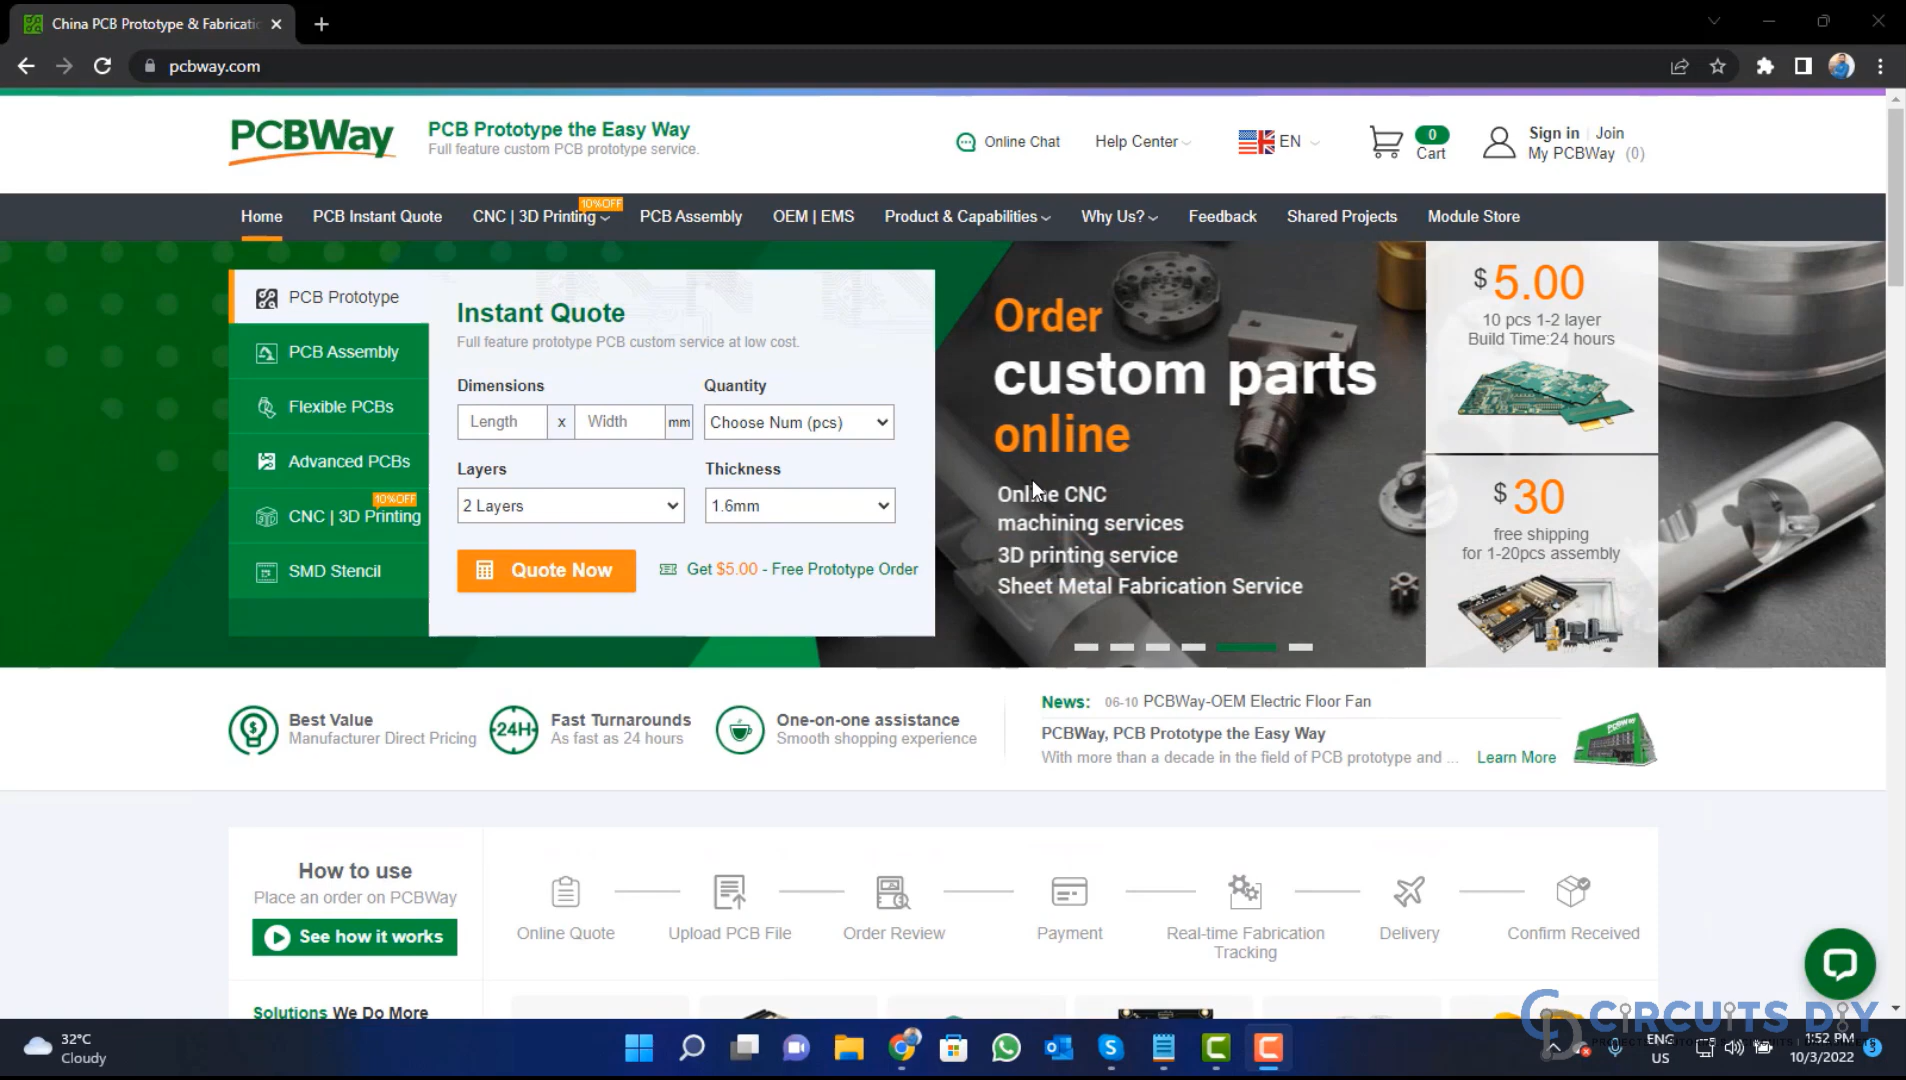 China PCB Prototype & Fabricati
pcbway.com
PCBWay
PCB Prototype the Easy Way
Full feature custom PCB prototype service.
Online Chat
Help Center
EN
0
Cart
Sign in | Join
My PCBWay (0)
Home
PCB Instant Quote
CNC | 3D Printing
10%OFF
PCB Assembly
OEM | EMS
Product & Capabilities
Why Us?
Feedback
Shared Projects
Module Store
PCB Prototype
PCB Assembly
Flexible PCBs
Advanced PCBs
10%OFF
CNC | 3D Printing
SMD Stencil
Instant Quote
Full feature prototype PCB custom service at low cost.
Dimensions
Quantity
Length x Width mm
Choose Num (pcs)
Layers
Thickness
2 Layers
1.6mm
Quote Now
Get $5.00 - Free Prototype Order
Order
custom parts
online
Online CNC
machining services
3D printing service
Sheet Metal Fabrication Service
$ 5.00
10 pcs 1-2 layer
Build Time:24 hours
$ 30
free shipping
for 1-20pcs assembly
Best Value
Manufacturer Direct Pricing
24H
Fast Turnarounds
As fast as 24 hours
One-on-one assistance
Smooth shopping experience
News: 06-10 PCBWay-OEM Electric Floor Fan
PCBWay, PCB Prototype the Easy Way
With more than a decade in the field of PCB prototype and ... Learn More
How to use
Place an order on PCBWay
See how it works
Online Quote
Upload PCB File
Order Review
Payment
Real-time Fabrication
Tracking
Delivery
Confirm Received
Solutions We Do More
CIRCUITS DIY
32°C
Cloudy
ENG
US
1:52 PM
10/3/2022
3